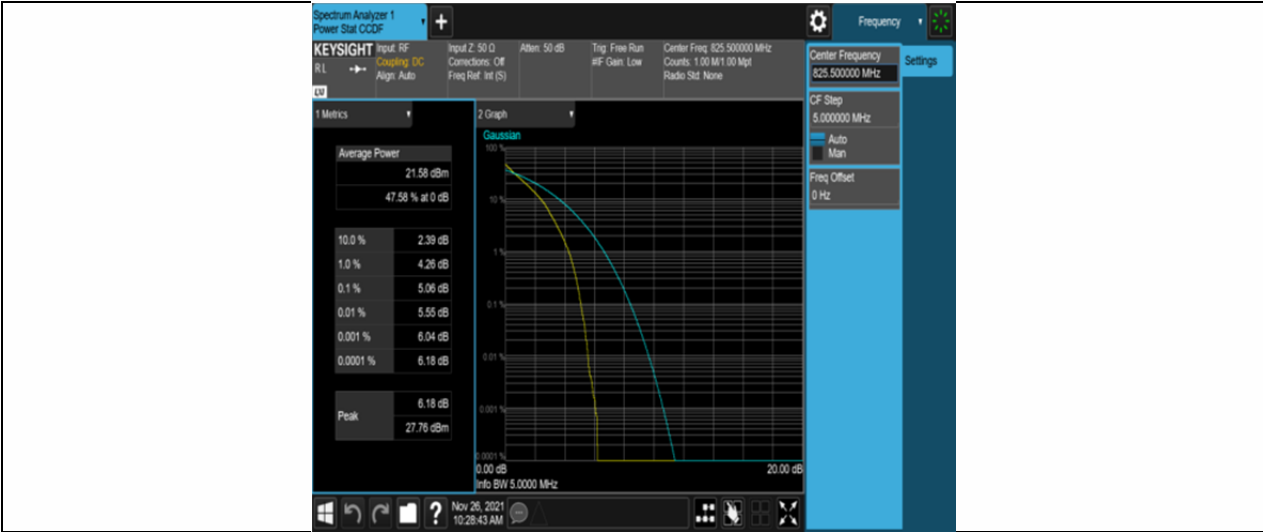 Spectrum Analyzer 1
Power Stat CCDF
+
Frequency
KEYSIGHT
RL
LV
Input: RF
Coupling: DC
Align: Auto
Input Z: 50 Ω
Corrections: Off
Freq Ref: Int (S)
Atten: 50 dB
Trig: Free Run
#IF Gain: Low
Center Freq: 825.500000 MHz
Counts: 1.00 M/1.00 Mpt
Radio Std: None
Center Frequency
825.500000 MHz
Settings
CF Step
5.000000 MHz
Auto
Man
Freq Offset
0 Hz
1 Metrics
Average Power
21.58 dBm
47.58 % at 0 dB
10.0 % 2.39 dB
1.0 % 4.26 dB
0.1 % 5.06 dB
0.01 % 5.55 dB
0.001 % 6.04 dB
0.0001 % 6.18 dB
Peak
6.18 dB
27.76 dBm
2 Graph
Gaussian
100 %
10 %
1 %
0.1 %
0.01 %
0.001 %
0.0001 %
0.00 dB 20.00 dB
Info BW 5.0000 MHz
?
Nov 26, 2021
10:28:43 AM